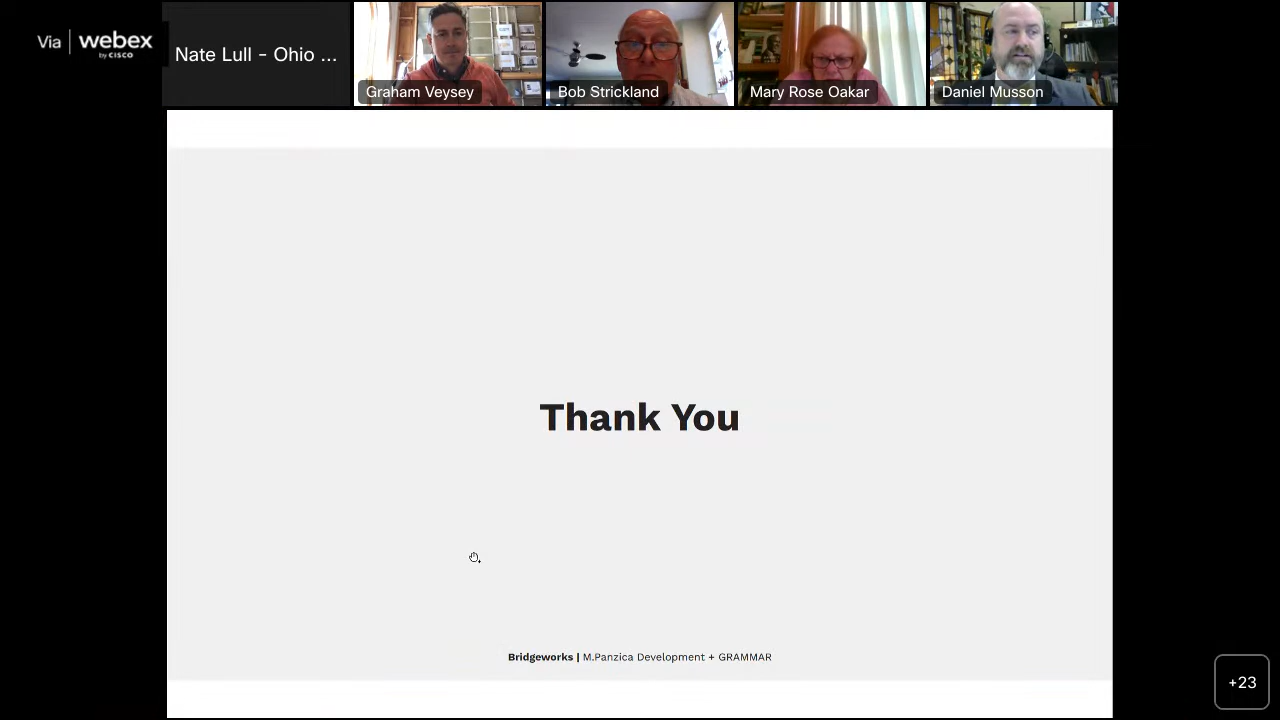 Via webex
by CISCO
Nate Lull - Ohio ...
Graham Veysey
Bob Strickland
Mary Rose Oakar
Daniel Musson
Thank You
Bridgeworks | M.Panzica Development + GRAMMAR
+23